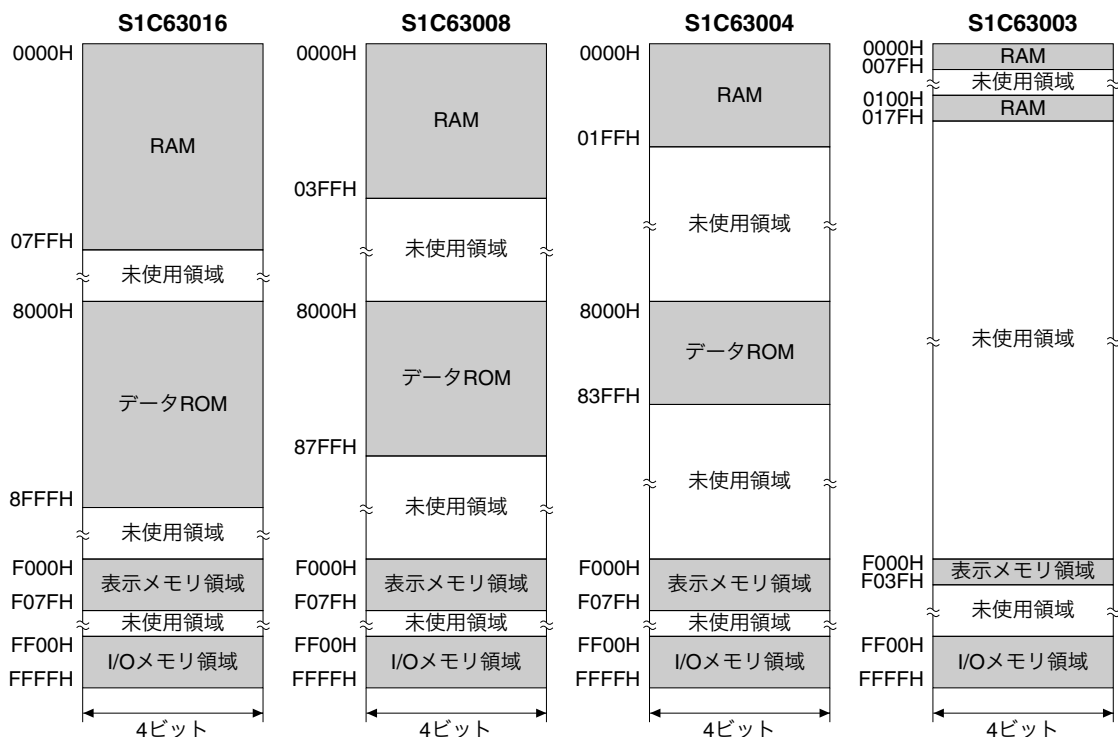 S1C63016
0000H
RAM
07FFH
未使用領域
8000H
データROM
8FFFH
未使用領域
F000H
表示メモリ領域
F07FH
未使用領域
FF00H
I/Oメモリ領域
FFFFH
4ビット
S1C63008
0000H
RAM
03FFH
未使用領域
8000H
データROM
87FFH
未使用領域
F000H
表示メモリ領域
F07FH
未使用領域
FF00H
I/Oメモリ領域
FFFFH
4ビット
S1C63004
0000H
RAM
01FFH
未使用領域
8000H
データROM
83FFH
未使用領域
F000H
表示メモリ領域
F07FH
未使用領域
FF00H
I/Oメモリ領域
FFFFH
4ビット
S1C63003
0000H
RAM
007FH
未使用領域
0100H
RAM
017FH
未使用領域
F000H
表示メモリ領域
F03FH
未使用領域
FF00H
I/Oメモリ領域
FFFFH
4ビット